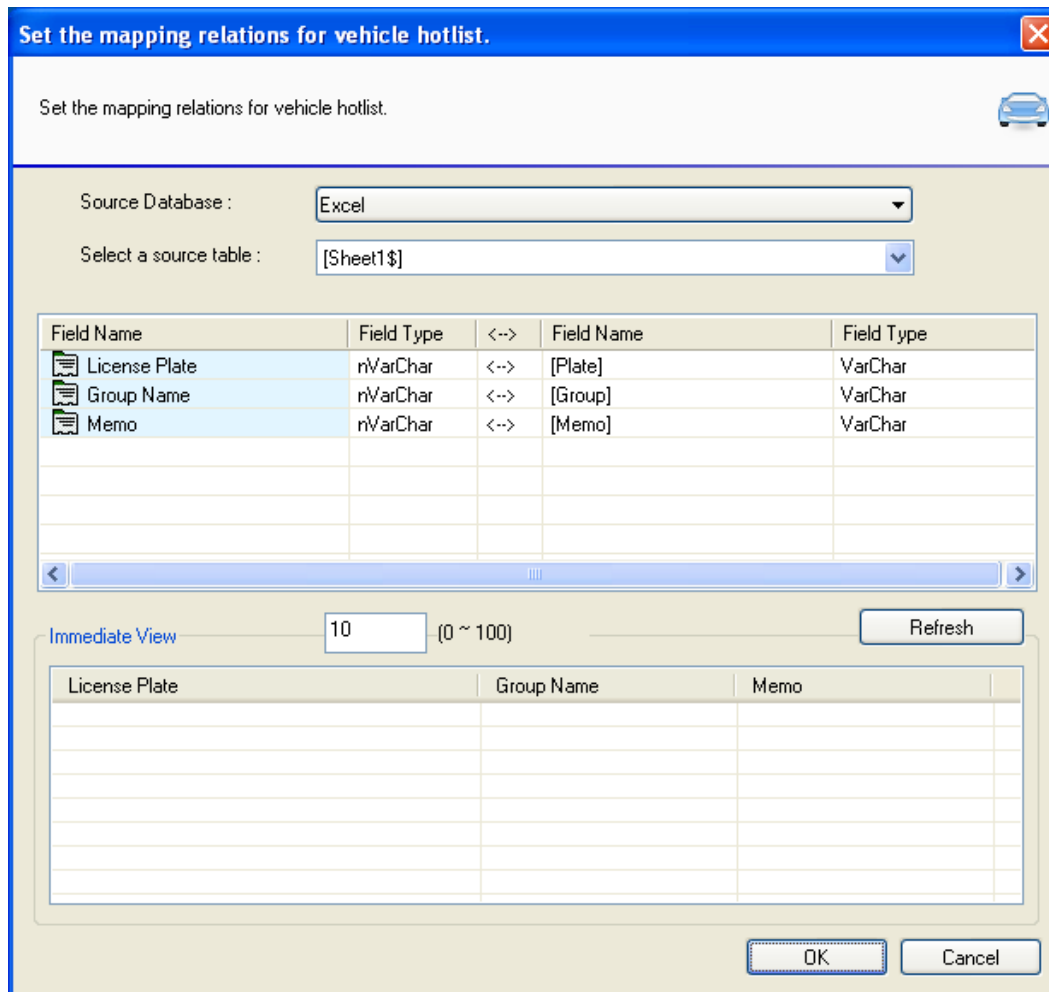 Set the mapping relations for vehicle hotlist.
Set the mapping relations for vehicle hotlist.
Source Database : Excel
Select a source table : [Sheet1$]
Field Name Field Type <--> Field Name Field Type
License Plate nVarChar <--> [Plate] VarChar
Group Name nVarChar <--> [Group] VarChar
Memo nVarChar <--> [Memo] VarChar
Immediate View 10 (0 ~ 100) Refresh
License Plate Group Name Memo
OK Cancel